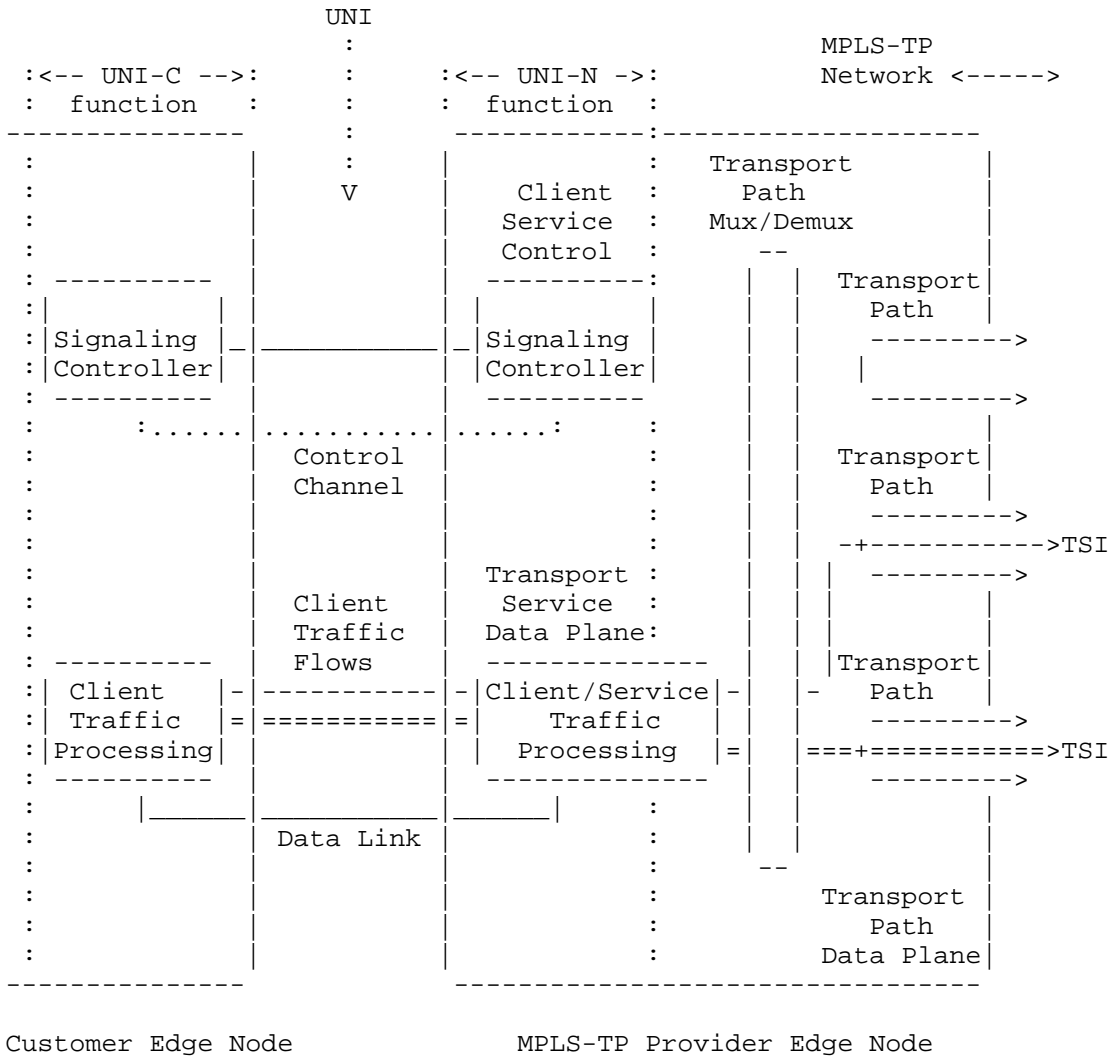 UNI
MPLS-TP
:<-- UNI-C -->: : :<-- UNI-N ->: Network <----->
function function
Transport
V Client Path
Service Mux/Demux
Control
Transport
Path
Signaling Signaling
Controller Controller
Control Transport
Channel Path
TSI
Transport
Client Service
Traffic Data Plane
Flows Transport
Client Client/Service Path
Traffic Traffic
Processing Processing TSI
Data Link
Transport
Path
Data Plane
Customer Edge Node MPLS-TP Provider Edge Node